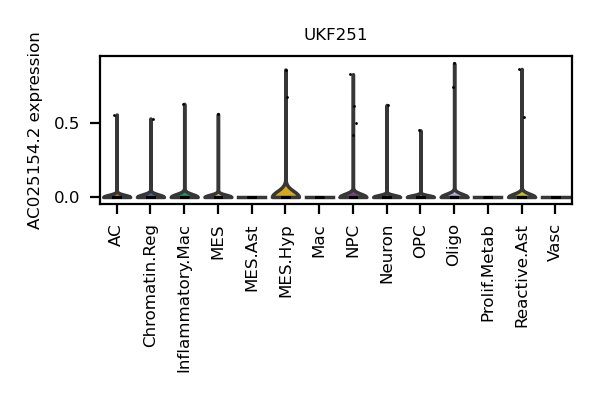 UKF251
AC025154.2 expression
0.5
0.0
AC
Chromatin.Reg
Inflammatory.Mac
MES
MES.Ast
MES.Hyp
Mac
NPC
Neuron
OPC
Oligo
Prolif.Metab
Reactive.Ast
Vasc